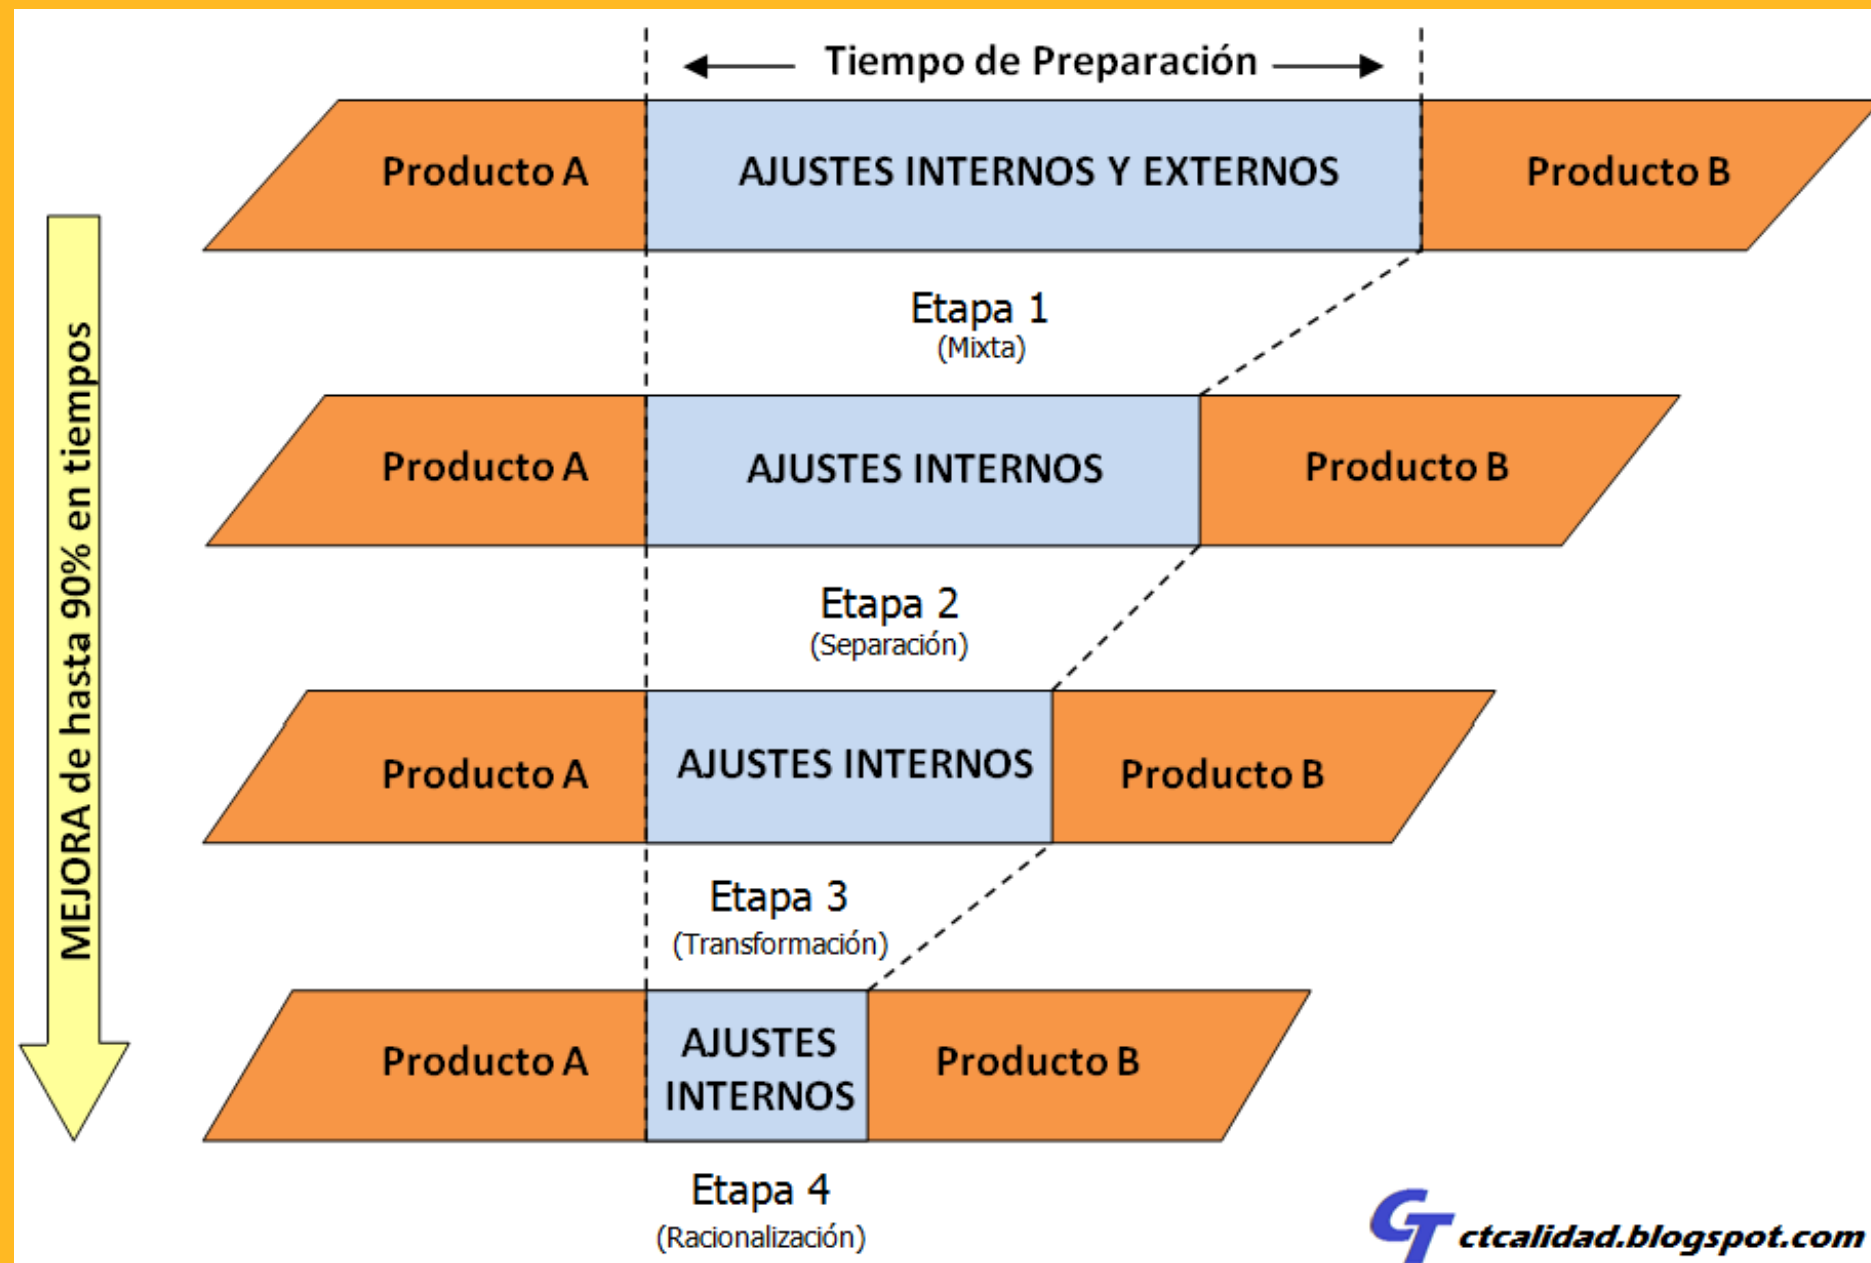 Tiempo de Preparación
Producto A
AJUSTES INTERNOS Y EXTERNOS
Producto B
Etapa 1
(Mixta)
Producto A
AJUSTES INTERNOS
Producto B
Etapa 2
(Separación)
Producto A
AJUSTES INTERNOS
Producto B
Etapa 3
(Transformación)
Producto A
AJUSTES
INTERNOS
Producto B
Etapa 4
(Racionalización)
MEJORA de hasta 90% en tiempos
CT ctcalidad.blogspot.com